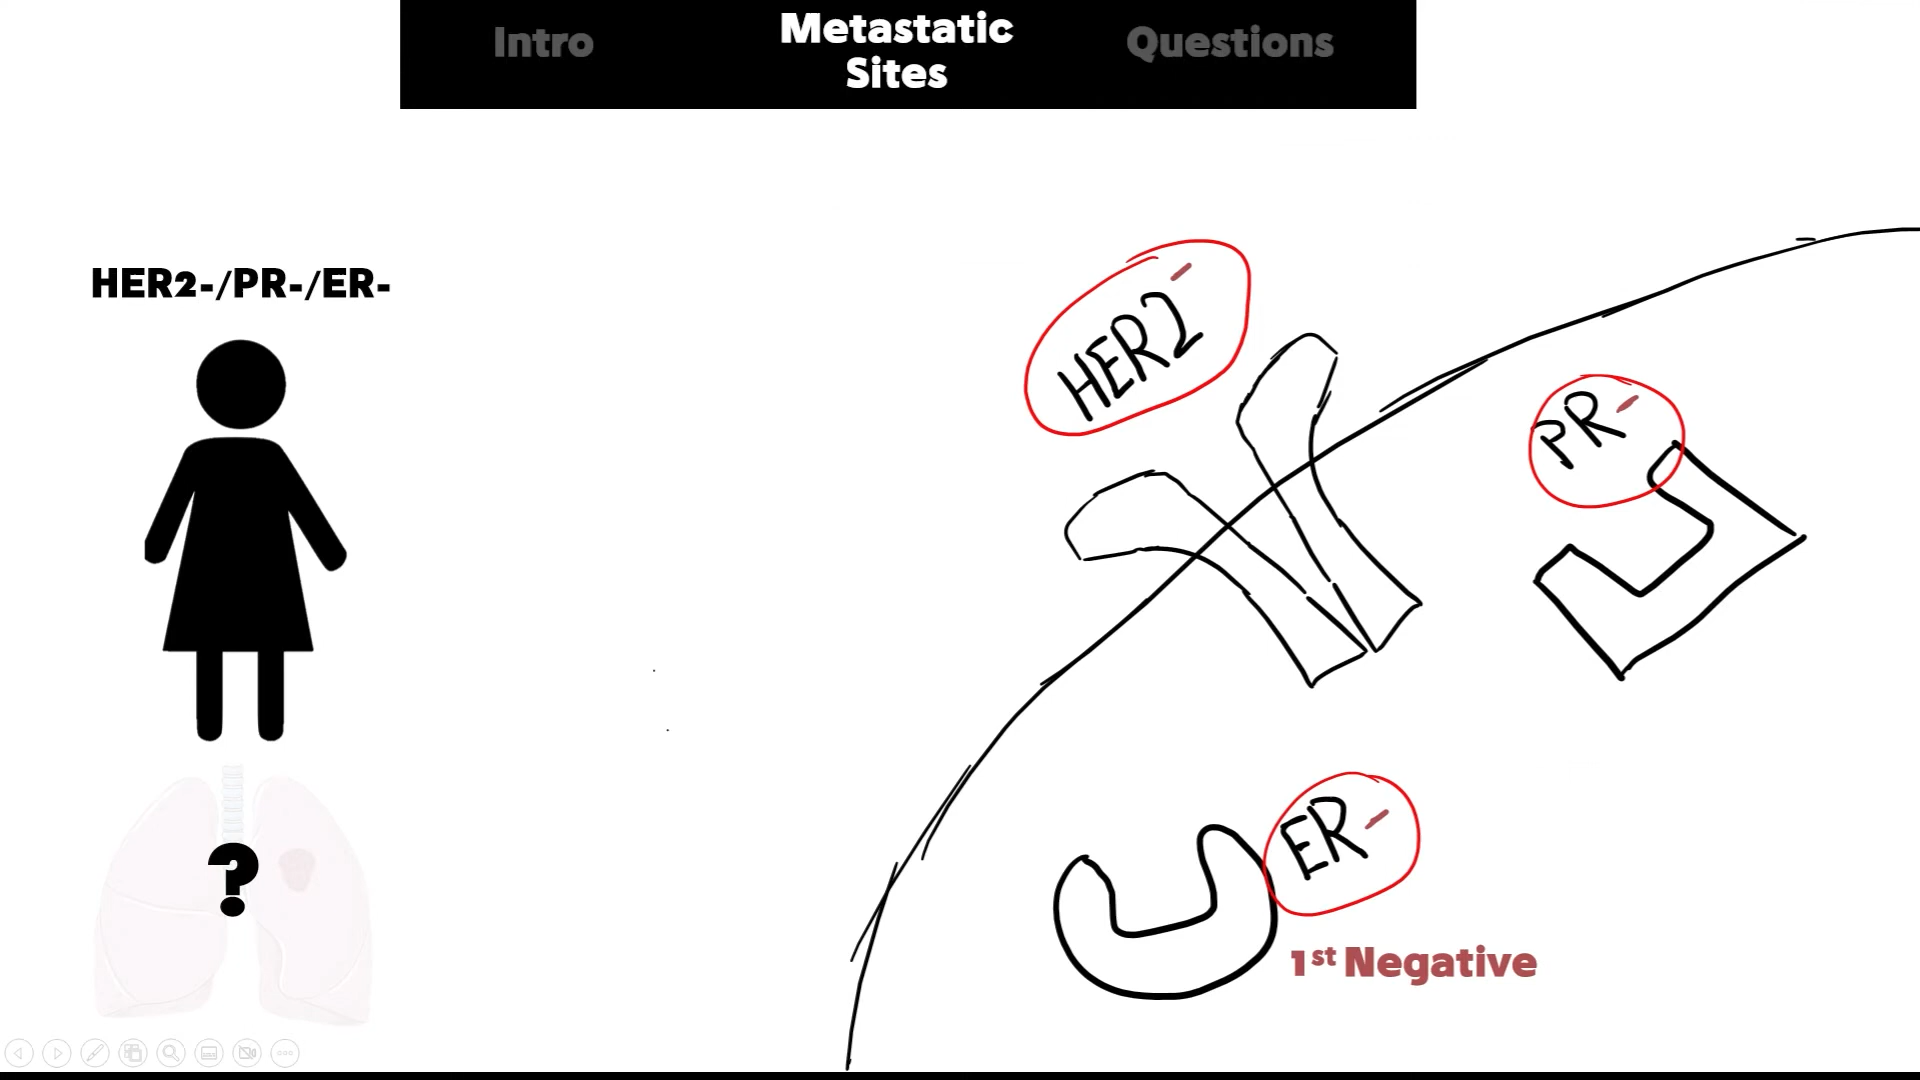 Intro
Metastatic
Sites
Questions
HER2-/PR-/ER-
HER2-
PR-
?
ER-
1st Negative